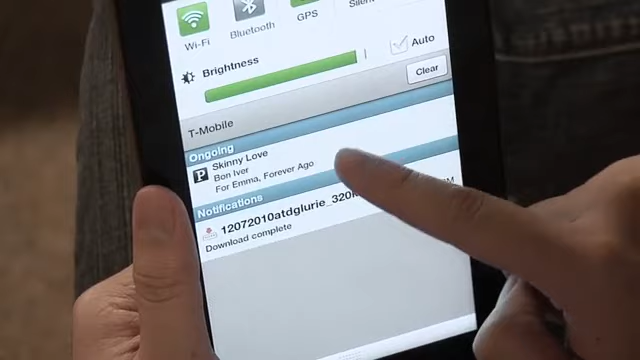 Wi-Fi
Bluetooth
GPS
Silent
Brightness
Auto
Clear
T-Mobile
Ongoing
P
Skinny Love
Bon Iver
For Emma, Forever Ago
Notifications
12072010atdglurie_320
Download complete